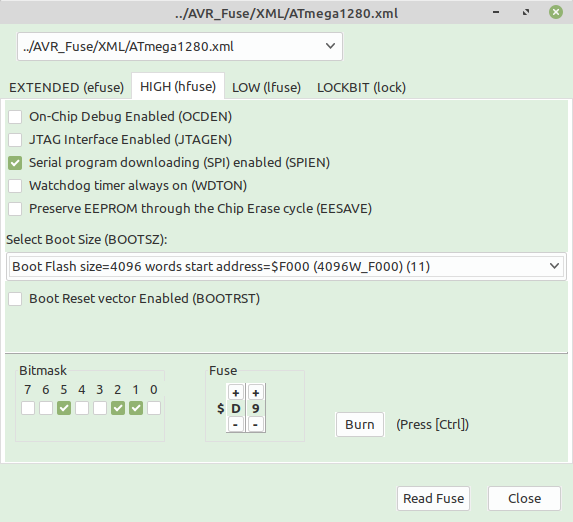 ../AVR_Fuse/XML/ATmega1280.xml
../AVR_Fuse/XML/ATmega1280.xml
EXTENDED (efuse) HIGH (hfuse) LOW (lfuse) LOCKBIT (lock)
On-Chip Debug Enabled (OCDEN)
JTAG Interface Enabled (JTAGEN)
Serial program downloading (SPI) enabled (SPIEN)
Watchdog timer always on (WDTON)
Preserve EEPROM through the Chip Erase cycle (EESAVE)
Select Boot Size (BOOTSZ):
Boot Flash size=4096 words start address=$F000 (4096W_F000) (11)
Boot Reset vector Enabled (BOOTRST)
Bitmask Fuse
7 6 5 4 3 2 1 0
+ +
$ D 9
- -
Burn (Press [Ctrl])
Read Fuse Close